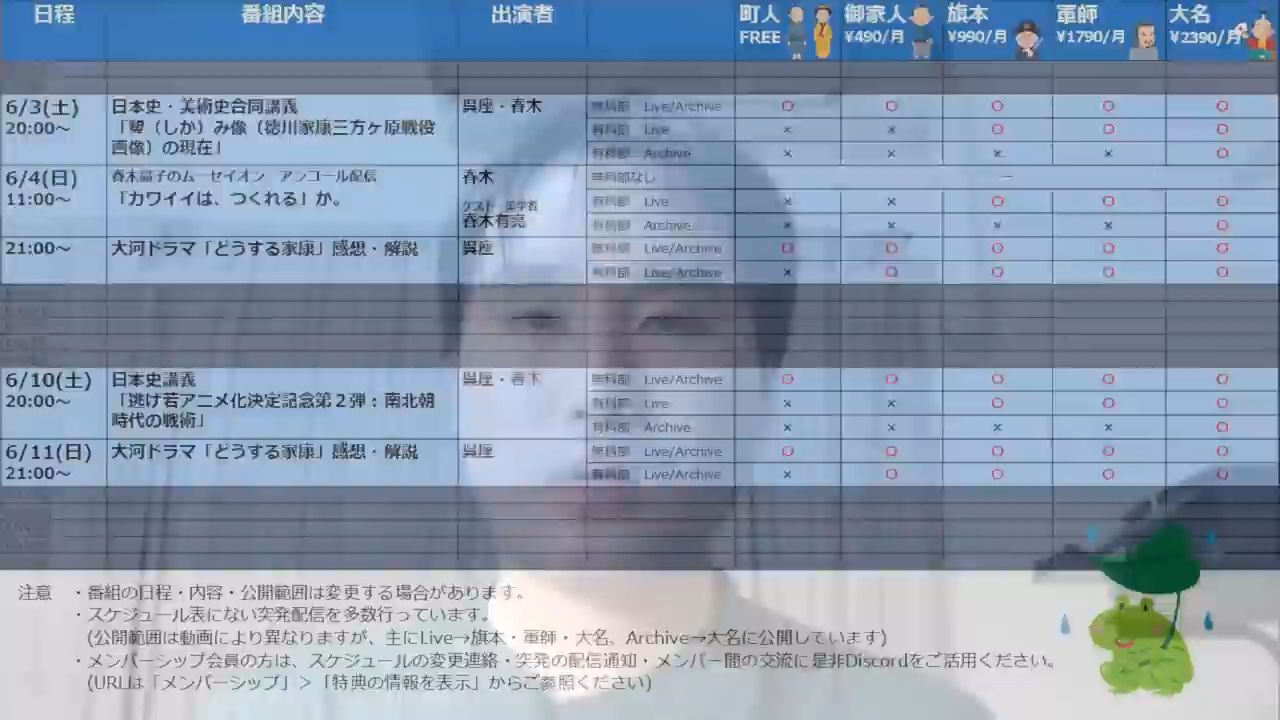 日程 番組内容 出演者 町人 御家人 旗本 軍師 大名
FREE ¥490/月 ¥990/月 ¥1790/月 ¥2390/月
6/3(土) 日本史・美術史合同講義 呉座・春木 無料部 Live/Archive ○ ○ ○ ○ ○
20:00～ 「顰（しか）み像（徳川家康三方ヶ原戦役 有料部 Live × × ○ ○ ○
画像）の現在」 有料部 Archive × × × × ○
6/4(日) 春木晶子のムーセイオン アンコール配信 春木 無料部なし －
11:00～ 「カワイイは、つくれる」か。 ゲスト 美学者 有料部 Live × × ○ ○ ○
春木有亮 有料部 Archive × × × × ○
21:00～ 大河ドラマ「どうする家康」感想・解説 呉座 無料部 Live/Archive ○ ○ ○ ○ ○
有料部 Live/Archive × ○ ○ ○ ○
6/10(土) 日本史講義 呉座・春木 無料部 Live/Archive ○ ○ ○ ○ ○
20:00～ 「逃げ若アニメ化決定記念第２弾：南北朝 有料部 Live × × ○ ○ ○
時代の戦術」 有料部 Archive × × × × ○
6/11(日) 大河ドラマ「どうする家康」感想・解説 呉座 無料部 Live/Archive ○ ○ ○ ○ ○
21:00～ 有料部 Live/Archive × ○ ○ ○ ○
注意 ・番組の日程・内容・公開範囲は変更する場合があります。
・スケジュール表にない突発配信を多数行っています。
(公開範囲は動画により異なりますが、主にLive→旗本・軍師・大名、Archive→大名に公開しています)
・メンバーシップ会員の方は、スケジュールの変更連絡・突発の配信通知・メンバー間の交流に是非Discordをご活用ください。
(URLは「メンバーシップ」＞「特典の情報を表示」からご参照ください)